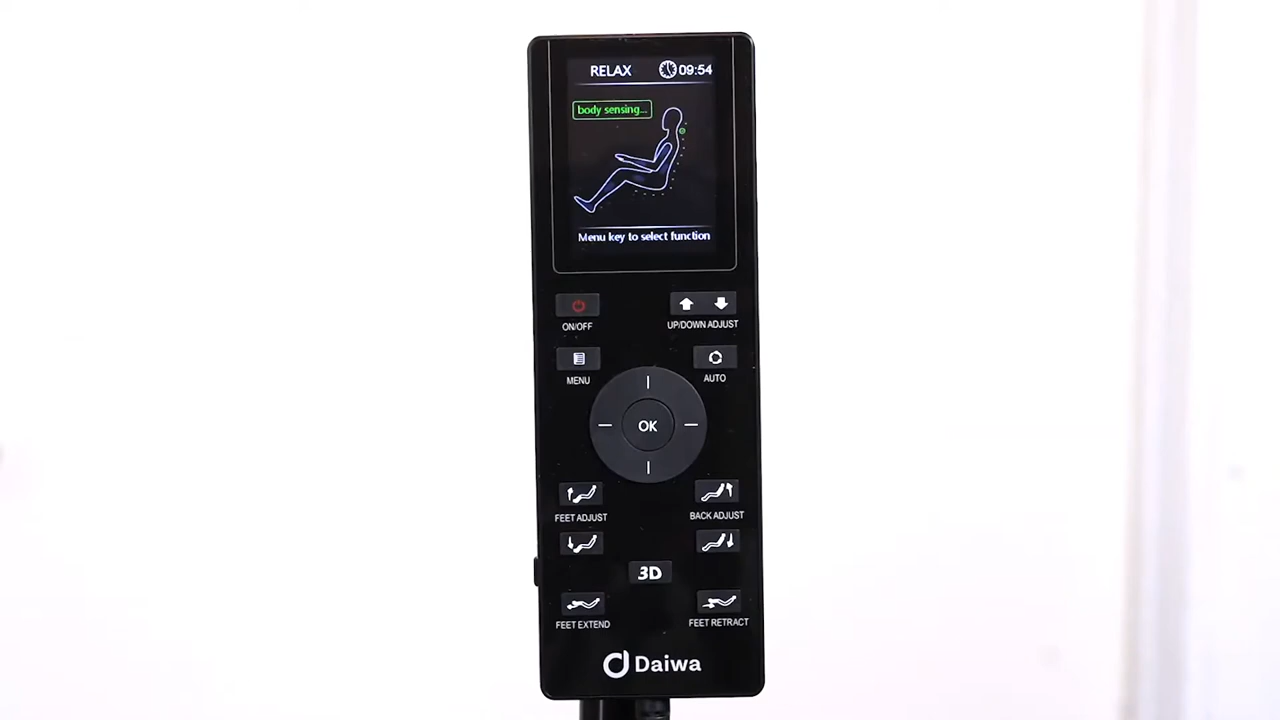 RELAX 09:54
body sensing...
Menu key to select function
ON/OFF UP/DOWN ADJUST
MENU AUTO
OK
FEET ADJUST BACK ADJUST
3D
FEET EXTEND FEET RETRACT
Daiwa